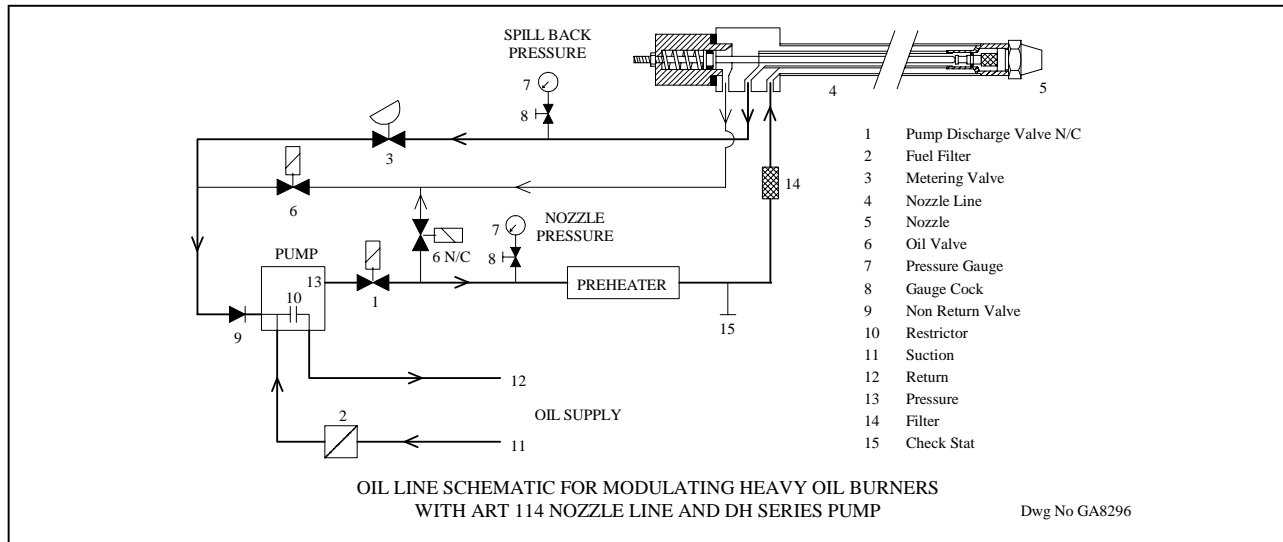 SPILL BACK
PRESSURE
7
8
4
5
3
14
6
NOZZLE
PRESSURE
7
8
6 N/C
PUMP
13
10
1
PREHEATER
15
9
12
OIL SUPPLY
2
11
1 Pump Discharge Valve N/C
2 Fuel Filter
3 Metering Valve
4 Nozzle Line
5 Nozzle
6 Oil Valve
7 Pressure Gauge
8 Gauge Cock
9 Non Return Valve
10 Restrictor
11 Suction
12 Return
13 Pressure
14 Filter
15 Check Stat
OIL LINE SCHEMATIC FOR MODULATING HEAVY OIL BURNERS
WITH ART 114 NOZZLE LINE AND DH SERIES PUMP
Dwg No GA8296